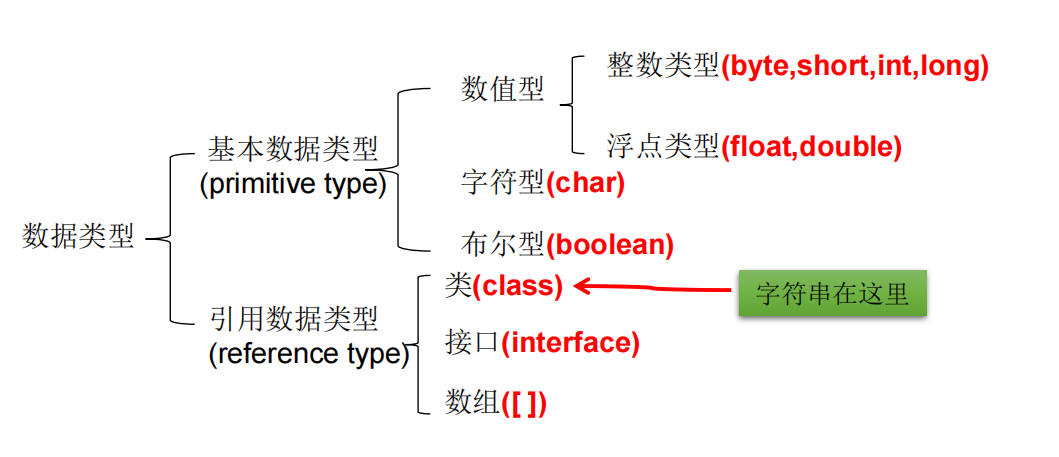 数据类型
基本数据类型
(primitive type)
数值型
整数类型(byte,short,int,long)
浮点类型(float,double)
字符型(char)
布尔型(boolean)
引用数据类型
(reference type)
类(class)
字符串在这里
接口(interface)
数组([ ])